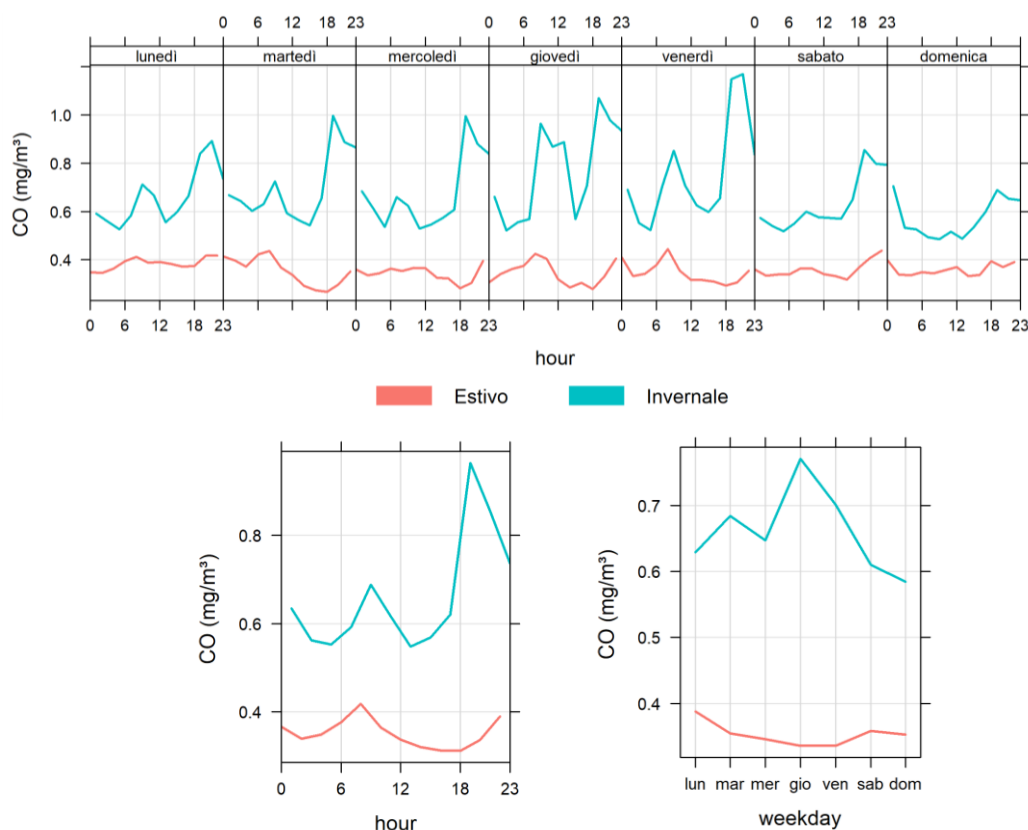 0 6 18 23 0 6 18 23 0 6 18 23
lunedì martedì mercoledì giovedì venerdì sabato domenica
1.0
0.8
0.6
0.4
CO (mg/m³)
0 6 12 18 23 0 6 12 18 23 0 6 12 18 23 0 6 12 18 23
hour
Estivo Invernale
0.8
0.6
0.4
CO (mg/m³)
0 6 12 18 23
hour
0.7
0.6
0.5
0.4
CO (mg/m³)
lun mar mer gio ven sab dom
weekday